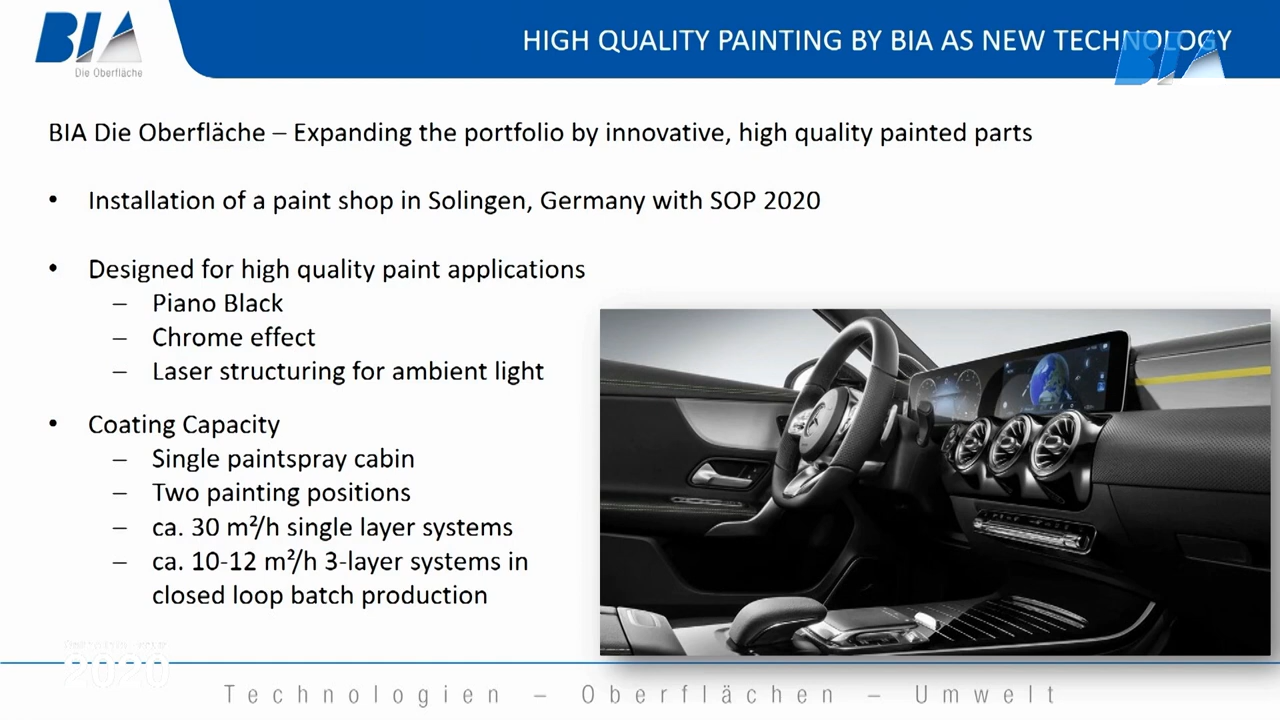 BIA
Die Oberfläche
HIGH QUALITY PAINTING BY BIA AS NEW TECHNOLOGY
BIA
BIA Die Oberfläche – Expanding the portfolio by innovative, high quality painted parts
• Installation of a paint shop in Solingen, Germany with SOP 2020
• Designed for high quality paint applications
– Piano Black
– Chrome effect
– Laser structuring for ambient light
• Coating Capacity
– Single paintspray cabin
– Two painting positions
– ca. 30 m²/h single layer systems
– ca. 10-12 m²/h 3-layer systems in
closed loop batch production
2020
Technologien – Oberflächen – Umwelt